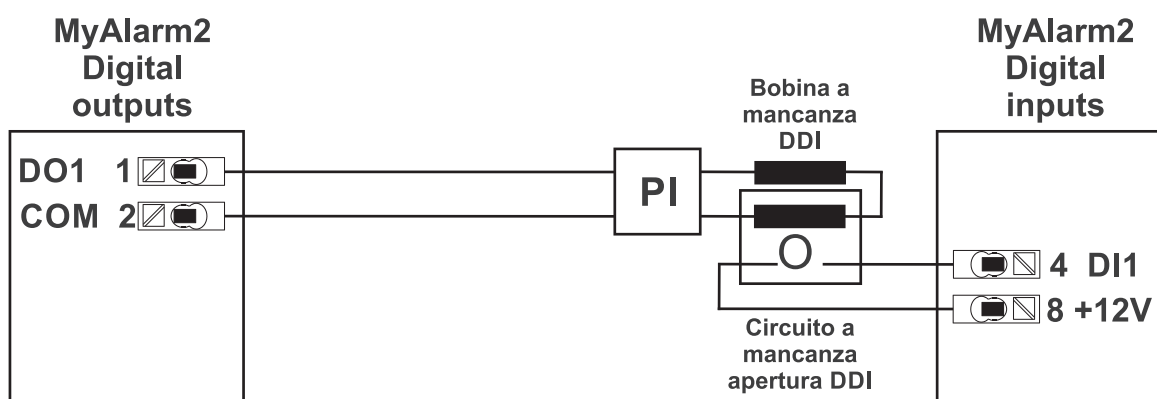 MyAlarm2
Digital
outputs
MyAlarm2
Digital
inputs
Bobina a
mancanza
DDI
DO1 1
COM 2
PI
4 DI1
8 +12V
Circuito a
mancanza
apertura DDI